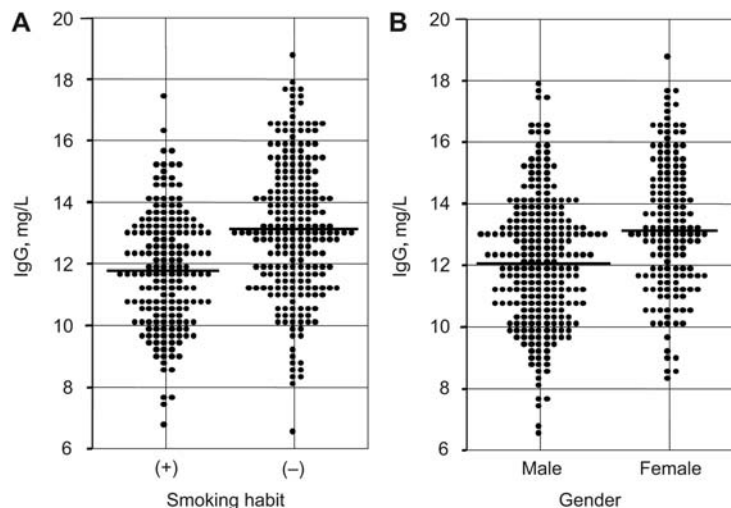 A
IgG, mg/L
20
18
16
14
12
10
8
6
(+)
(–)
Smoking habit
B
IgG, mg/L
20
18
16
14
12
10
8
6
Male
Female
Gender